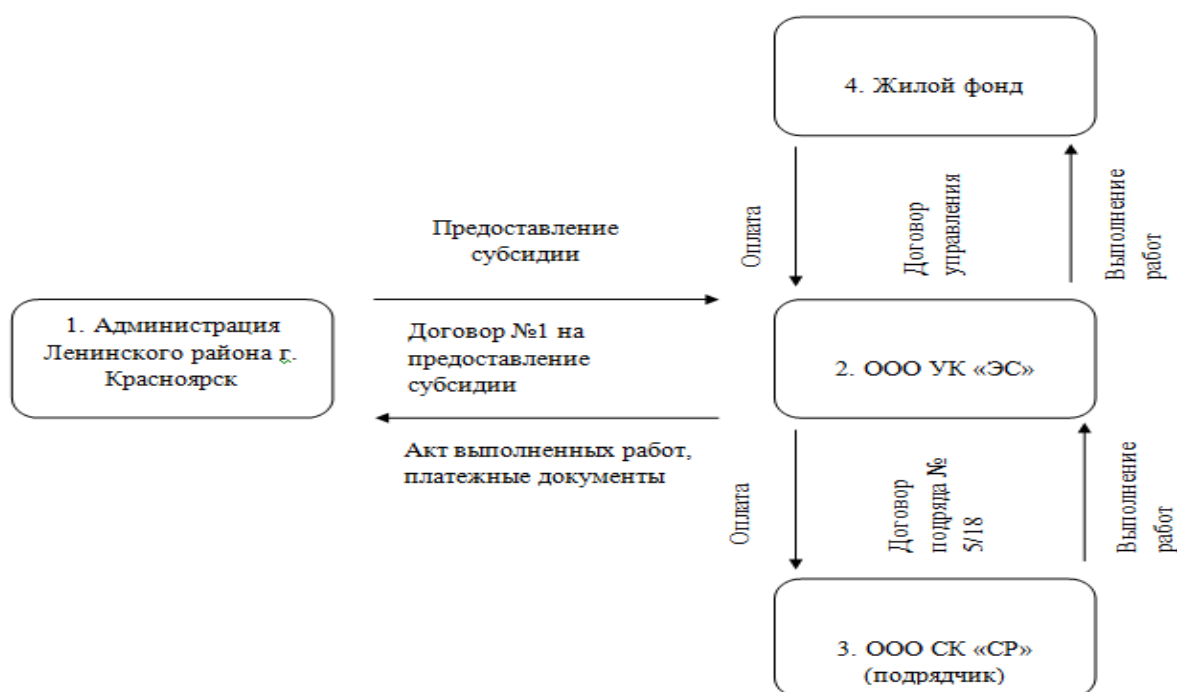 4. Жилой фонд
Оплата
Договор
управления
Выполнение
работ
Предоставление
субсидии
1. Администрация
Ленинского района г.
Красноярск
Договор №1 на
предоставление
субсидии
2. ООО УК «ЭС»
Акт выполненных работ,
платежные документы
Оплата
Договор
подряда №
5/18
Выполнение
работ
3. ООО СК «СР»
(подрядчик)